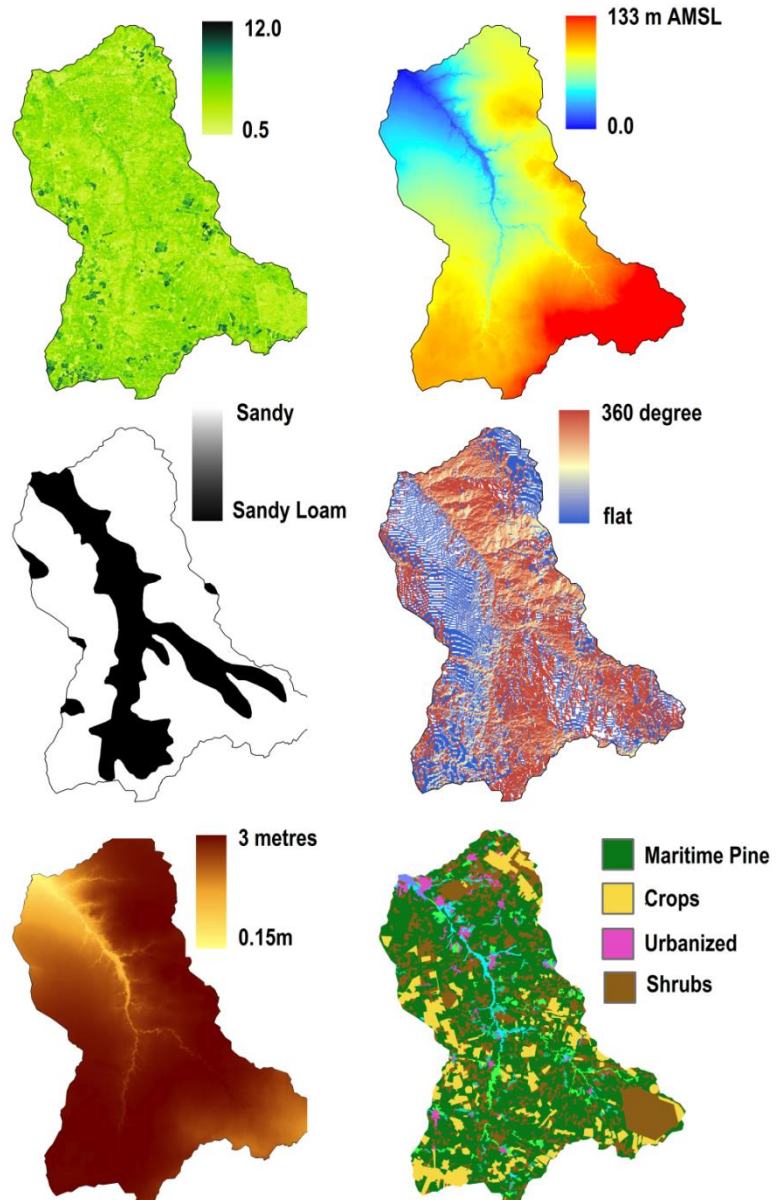 12.0
0.5
133 m AMSL
0.0
Sandy
Sandy Loam
360 degree
flat
3 metres
0.15m
Maritime Pine
Crops
Urbanized
Shrubs